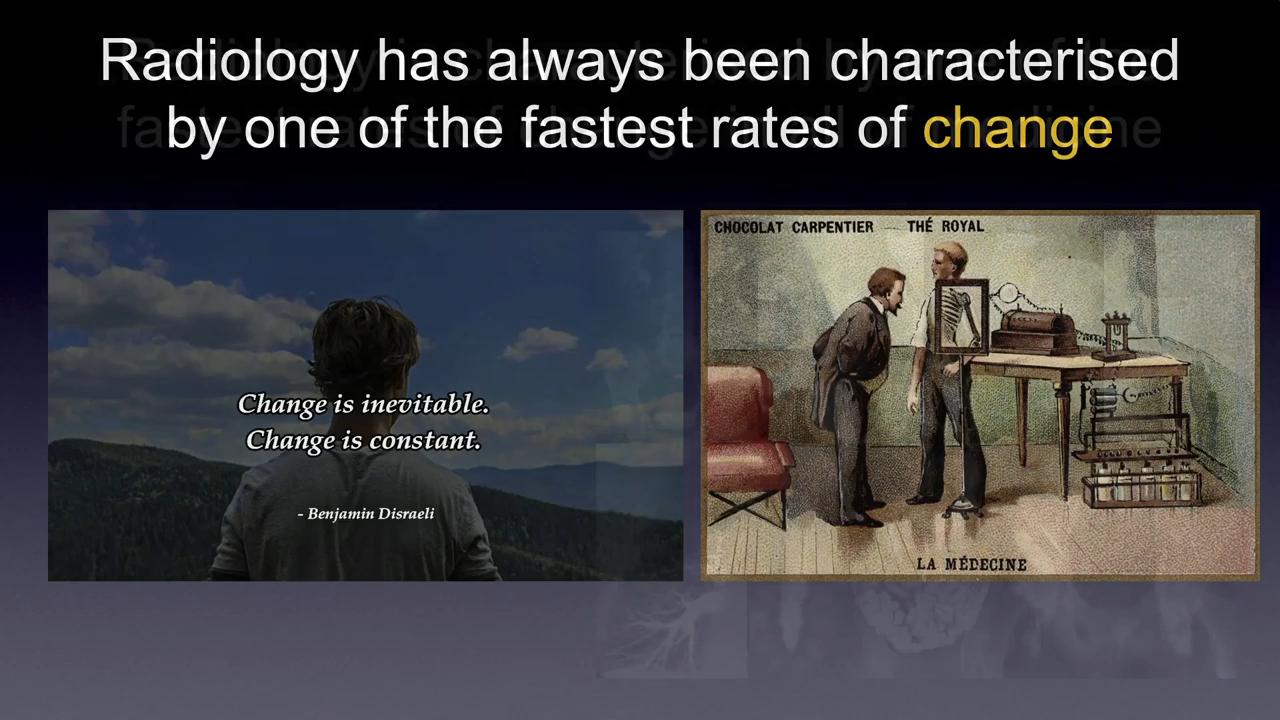 Radiology has always been characterised
by one of the fastest rates of change
Change is inevitable.
Change is constant.
- Benjamin Disraeli
CHOCOLAT CARPENTIER THÉ ROYAL
LA MÉDECINE